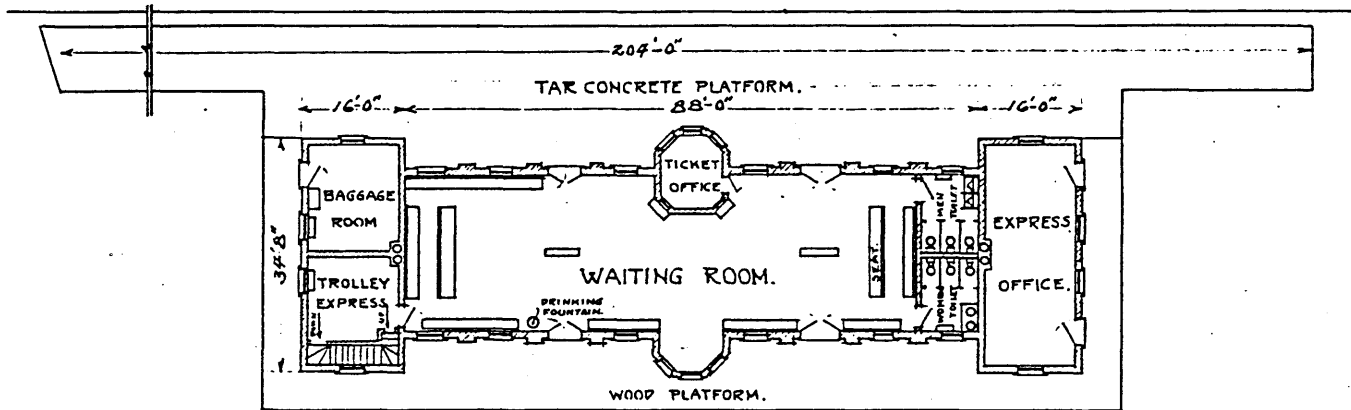 204'-0"
TAR CONCRETE PLATFORM.
16'-0"
88'-0"
16'-0"
34'-8"
BAGGAGE
ROOM
TICKET
OFFICE
MEN
TOILET
EXPRESS
OFFICE.
TROLLEY
EXPRESS
DOWN
UP
WAITING ROOM.
SEAT.
DRINKING
FOUNTAIN.
WOMEN
TOILET
WOOD PLATFORM.